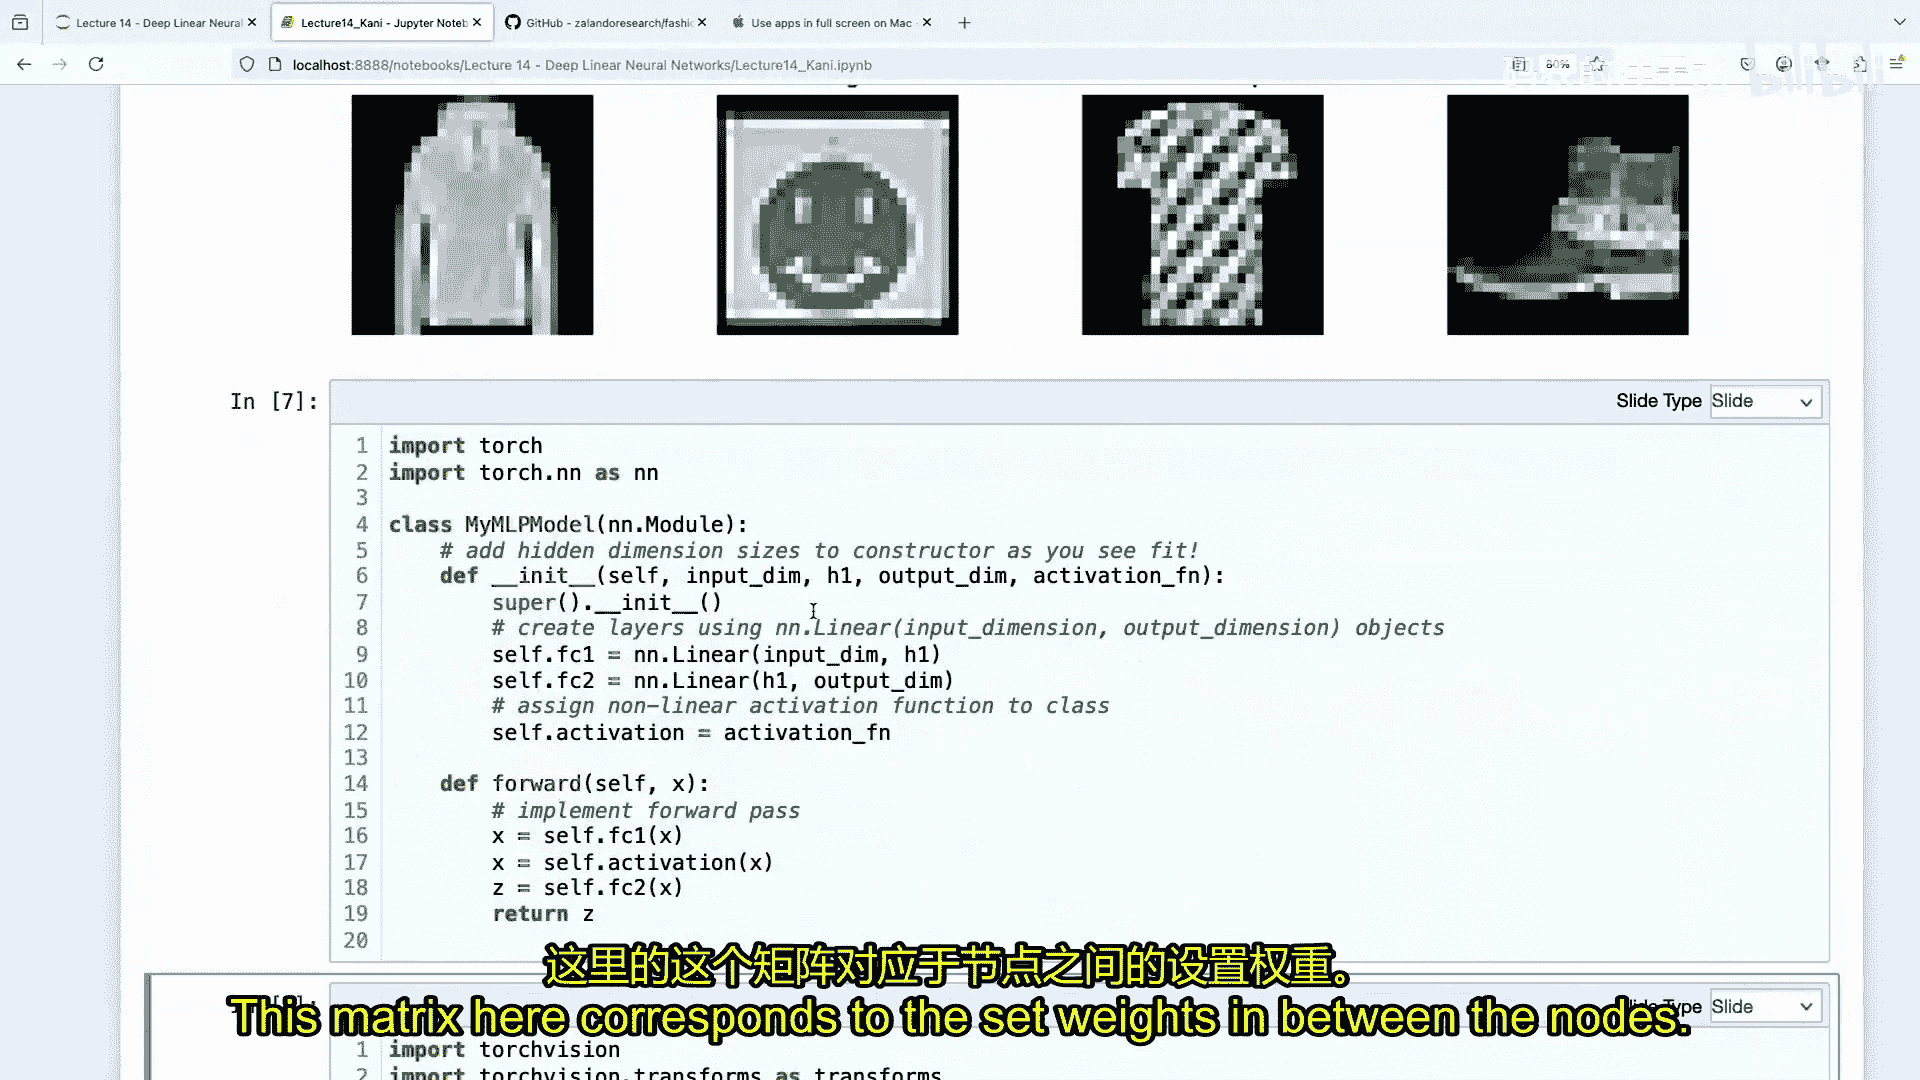 Lecture 14 - Deep Linear Neural
Lecture14_Kani - Jupyter Noteb
GitHub - zalandoresearch/fashi
Use apps in full screen on Mac
localhost:8888/notebooks/Lecture 14 - Deep Linear Neural Networks/Lecture14_Kani.ipynb
80%
bilibili
In [7]:
Slide Type Slide
1 import torch
2 import torch.nn as nn
3
4 class MyMLPModel(nn.Module):
5 # add hidden dimension sizes to constructor as you see fit!
6 def __init__(self, input_dim, h1, output_dim, activation_fn):
7 super().__init__()
8 # create layers using nn.Linear(input_dimension, output_dimension) objects
9 self.fc1 = nn.Linear(input_dim, h1)
10 self.fc2 = nn.Linear(h1, output_dim)
11 # assign non-linear activation function to class
12 self.activation = activation_fn
13
14 def forward(self, x):
15 # implement forward pass
16 x = self.fc1(x)
17 x = self.activation(x)
18 z = self.fc2(x)
19 return z
20
这里的这个矩阵对应于节点之间的设置权重。
This matrix here corresponds to the set weights in between the nodes.
Slide
1 import torchvision
2 import torchvision.transforms as transforms